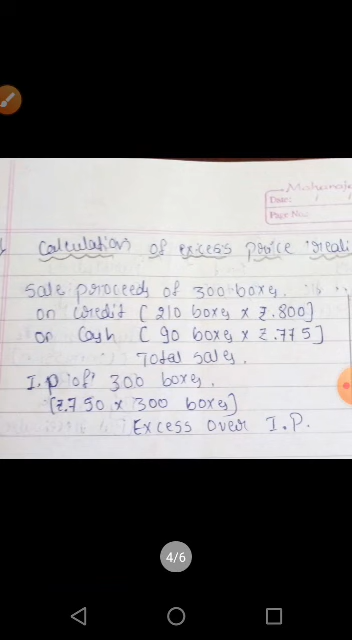 Maharaja
Date:
Page No.:
Calculation of excess price
Sale proceeds of 300 boxes.
on credit [210 boxes x ₹.800]
on Cash [90 boxes x ₹.775]
Total sales.
I.P of 300 boxes.
[₹.750 x 300 boxes]
Excess over I.P.
4/6